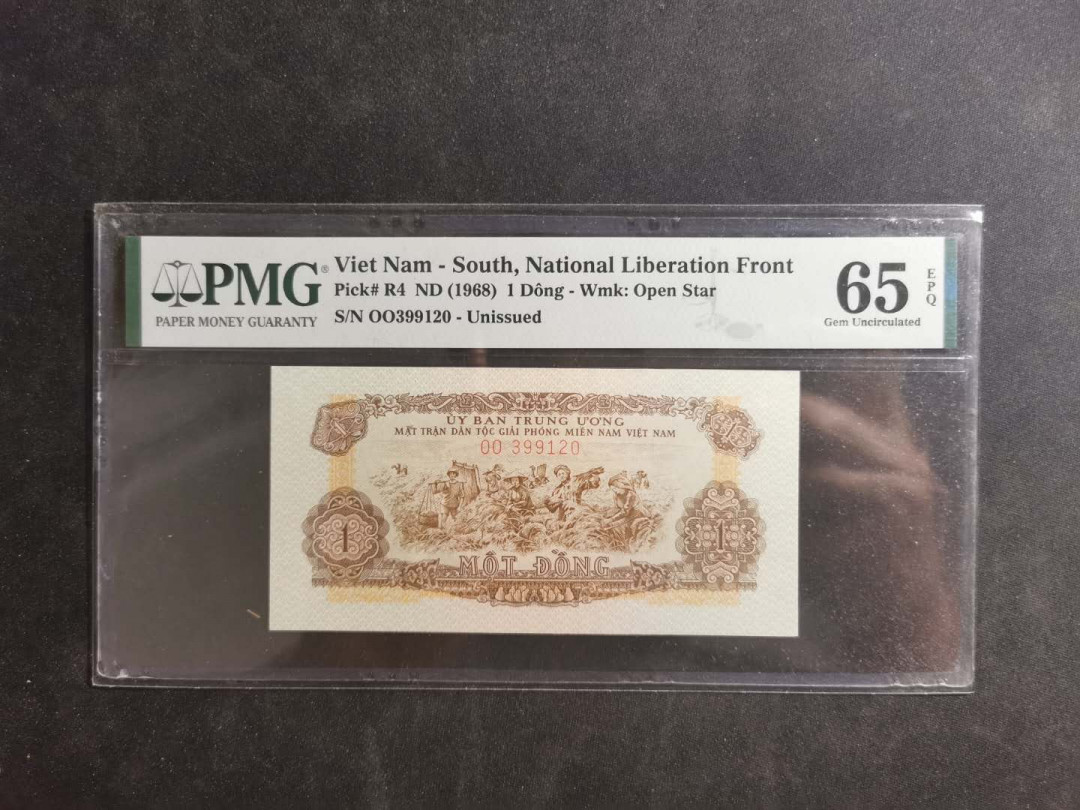 PMG®
PAPER MONEY GUARANTY
Viet Nam - South, National Liberation Front
Pick# R4 ND (1968) 1 Dông - Wmk: Open Star
S/N OO399120 - Unissued
65
EPQ
Gem Uncirculated
ỦY BAN TRUNG ƯƠNG
MẶT TRẬN DÂN TỘC GIẢI PHÓNG MIỀN NAM VIỆT NAM
OO 399120
1
1
1
MỘT ĐỒNG